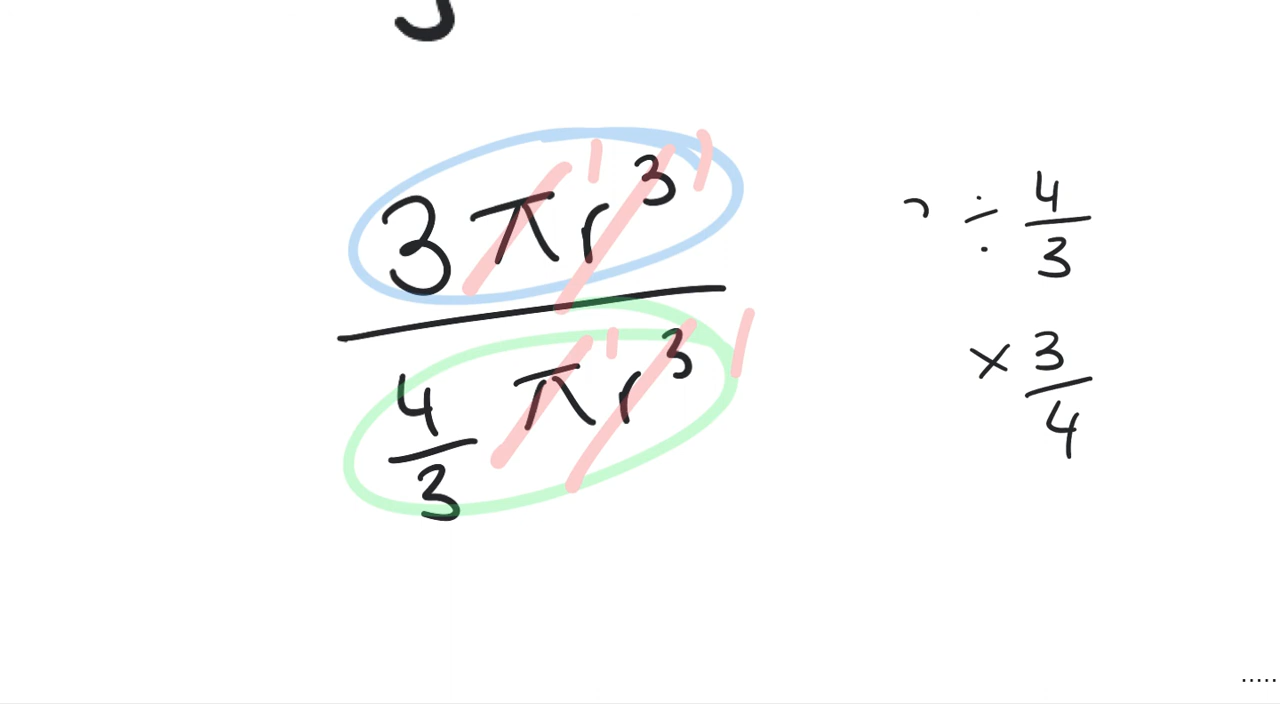 3πr³
4/3 πr³
÷ 4/3
× 3/4
.....